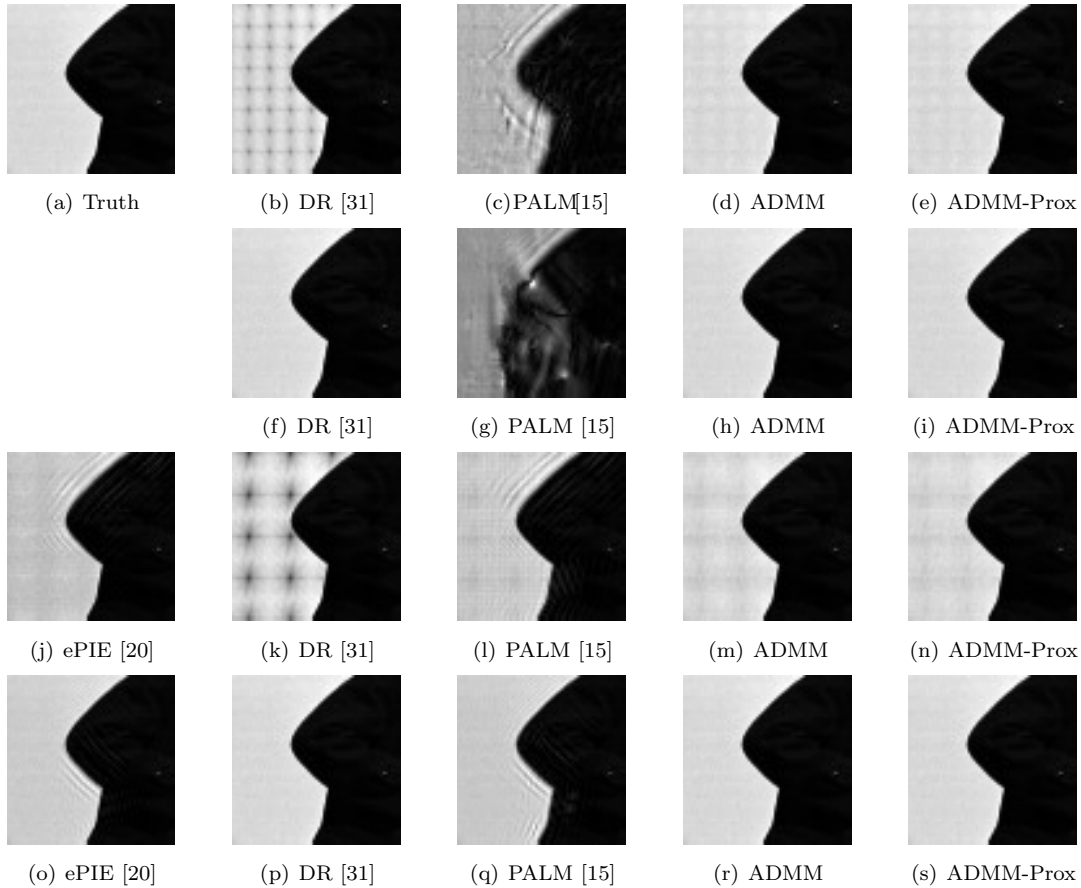 (a) Truth
(b) DR [31]
(c)PALM[15]
(d) ADMM
(e) ADMM-Prox
(f) DR [31]
(g) PALM [15]
(h) ADMM
(i) ADMM-Prox
(j) ePIE [20]
(k) DR [31]
(l) PALM [15]
(m) ADMM
(n) ADMM-Prox
(o) ePIE [20]
(p) DR [31]
(q) PALM [15]
(r) ADMM
(s) ADMM-Prox